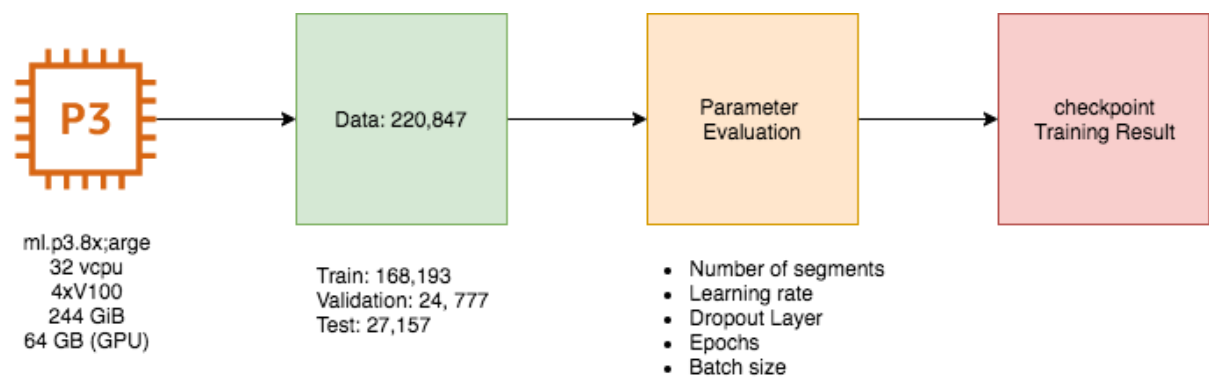 P3
ml.p3.8x;arge
32 vcpu
4xV100
244 GiB
64 GB (GPU)
Data: 220,847
Train: 168,193
Validation: 24, 777
Test: 27,157
Parameter
Evaluation
• Number of segments
• Learning rate
• Dropout Layer
• Epochs
• Batch size
checkpoint
Training Result